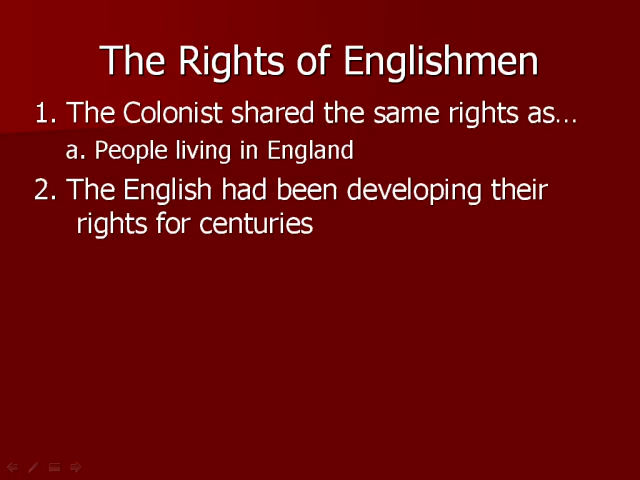 The Rights of Englishmen
1. The Colonist shared the same rights as…
a. People living in England
2. The English had been developing their
rights for centuries